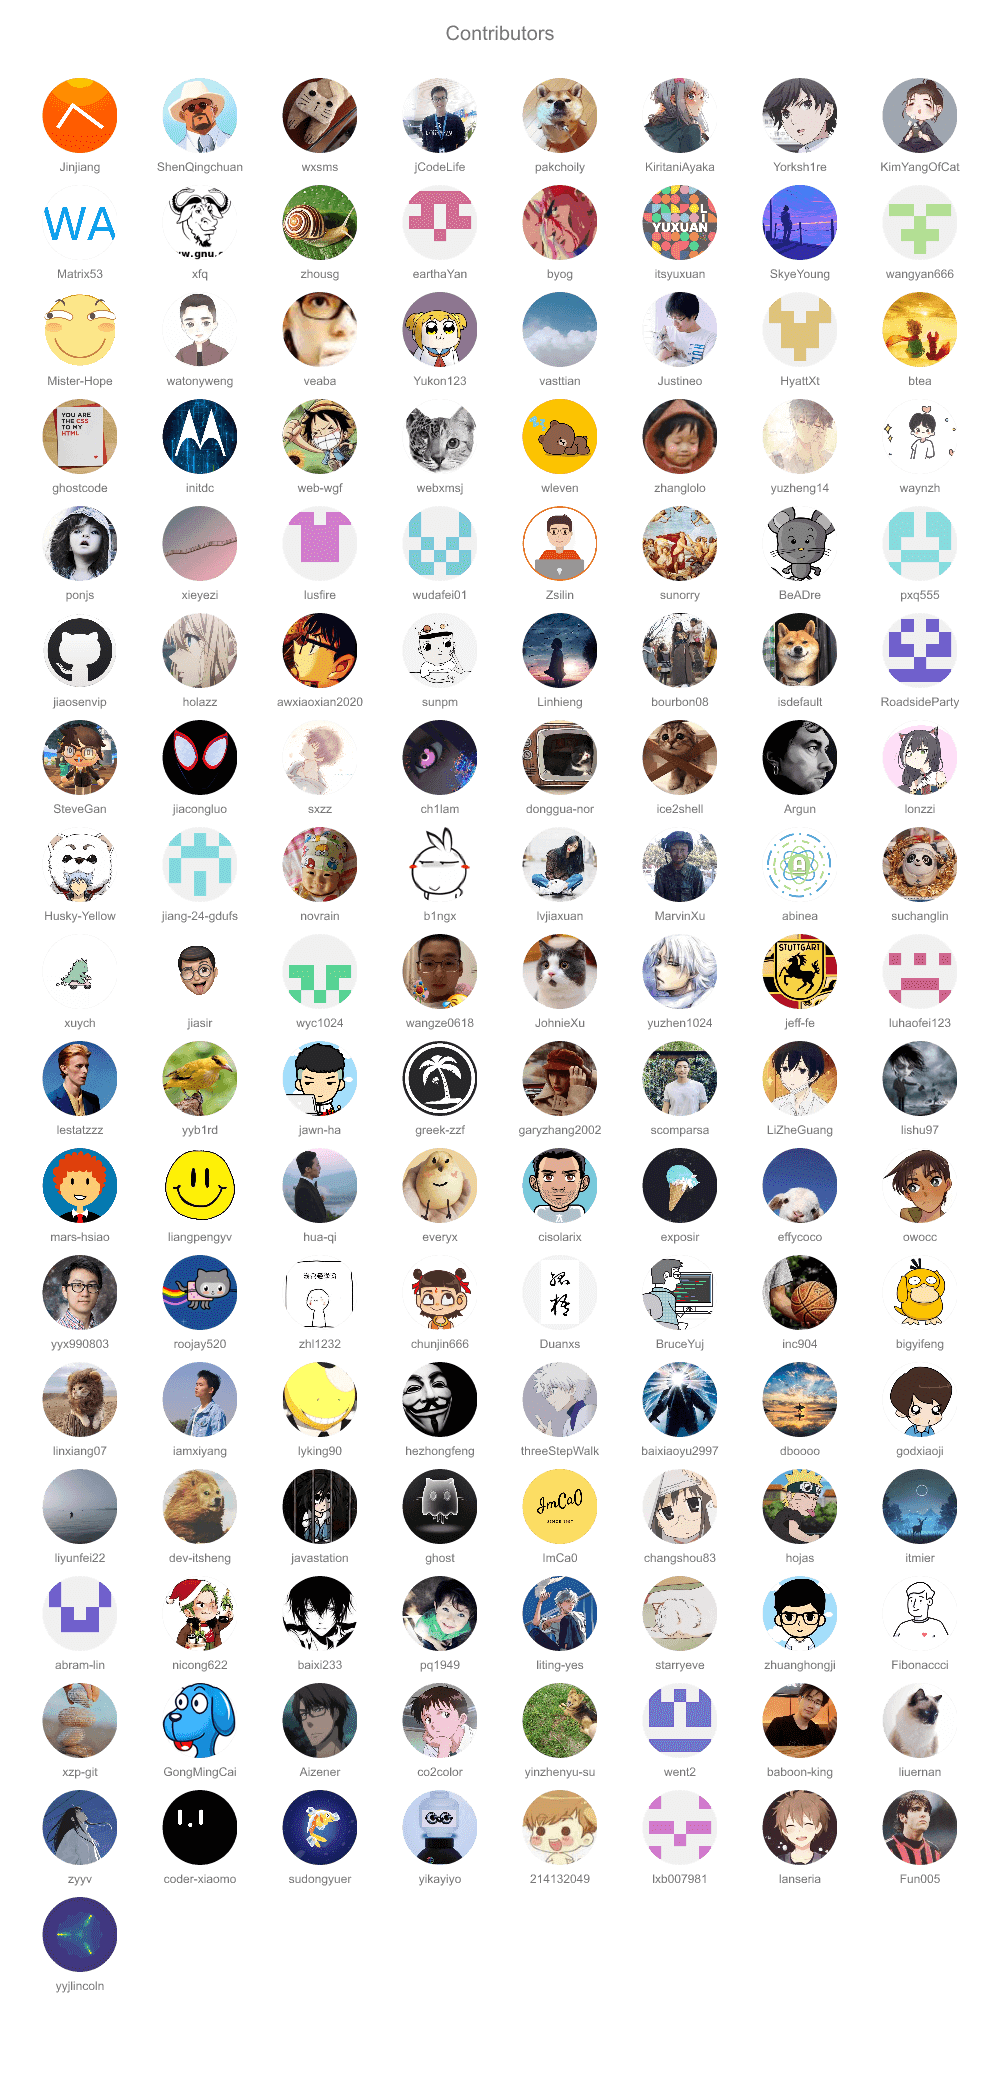 Contributors
Jinjiang ShenQingchuan wxsms jCodeLife pakchoily KiritaniAyaka Yorksh1re KimYangOfCat
WA
www.gnu.o
YUXUAN
LIT
Matrix53 xfq zhousg earthaYan byog itsyuxuan SkyeYoung wangyan666
Mister-Hope watonyweng veaba Yukon123 vasttian Justineo HyattXt btea
YOU ARE
THE CSS
TO MY
HTML
ghostcode initdc web-wgf webxmsj wleven zhanglolo yuzheng14 waynzh
ponjs xieyezi lusfire wudafei01 Zsilin sunorry BeADre pxq555
jiaosenvip holazz awxiaoxian2020 sunpm Linhieng bourbon08 isdefault RoadsideParty
SteveGan jiacongluo sxzz ch1lam donggua-nor ice2shell Argun lonzzi
Husky-Yellow jiang-24-gdufs novrain b1ngx lvjiaxuan MarvinXu abinea suchanglin
STUTTGART
xuych jiasir wyc1024 wangze0618 JohnieXu yuzhen1024 jeff-fe luhaofei123
lestatzzz yyb1rd jawn-ha greek-zzf garyzhang2002 scomparsa LiZheGuang lishu97
mars-hsiao liangpengyv hua-qi everyx cisolarix exposir effycoco owocc
yyx990803 roojay520 zhl1232 chunjin666 Duanxs BruceYuj inc904 bigyifeng
linxiang07 iamxiyang lyking90 hezhongfeng threeStepWalk baixiaoyu2997 dboooo godxiaoji
JmCaO
liyunfei22 dev-itsheng javastation ghost ImCa0 changshou83 hojas itmier
abram-lin nicong622 baixi233 pq1949 liting-yes starryeve zhuanghongji Fibonaccci
xzp-git GongMingCai Aizener co2color yinzhenyu-su went2 baboon-king liuernan
zyyv coder-xiaomo sudongyuer yikayiyo 214132049 lxb007981 lanseria Fun005
yyjlincoln